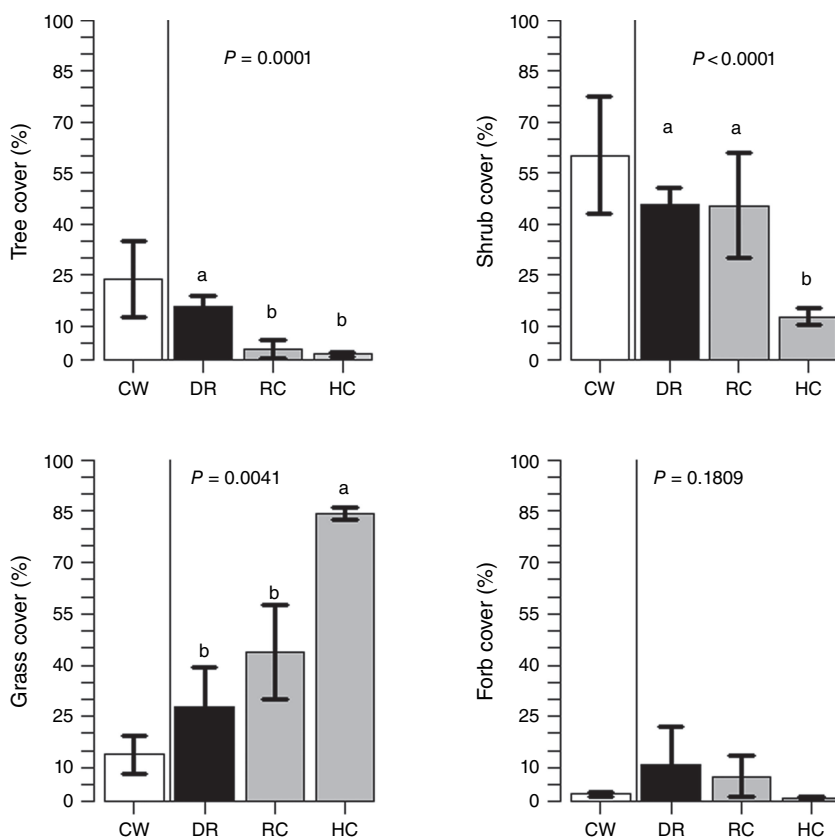 100
85
70
55
40
25
10
0
Tree cover (%)
P = 0.0001
a
b
b
CW DR RC HC
100
85
70
55
40
25
10
0
Shrub cover (%)
P < 0.0001
a
a
b
CW DR RC HC
100
85
70
55
40
25
10
0
Grass cover (%)
P = 0.0041
a
b
b
CW DR RC HC
100
85
70
55
40
25
10
0
Forb cover (%)
P = 0.1809
CW DR RC HC